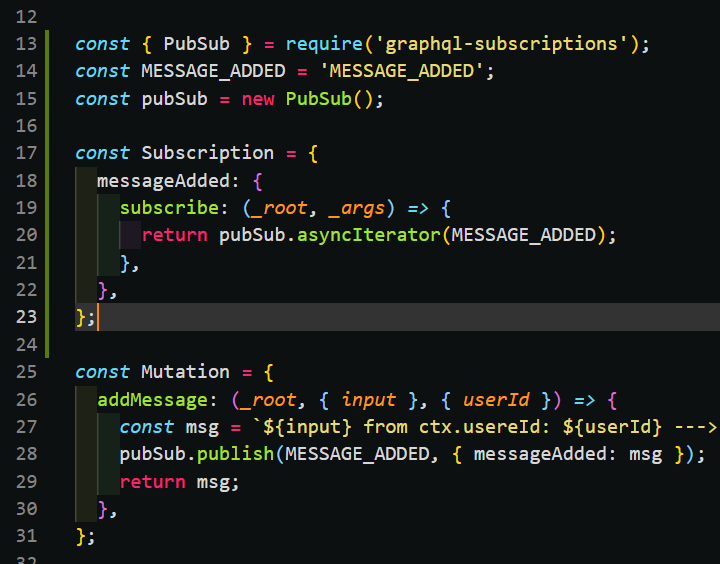 12
13 const { PubSub } = require('graphql-subscriptions');
14 const MESSAGE_ADDED = 'MESSAGE_ADDED';
15 const pubSub = new PubSub();
16
17 const Subscription = {
18   messageAdded: {
19     subscribe: (_root, _args) => {
20       return pubSub.asyncIterator(MESSAGE_ADDED);
21     },
22   },
23 };
24
25 const Mutation = {
26   addMessage: (_root, { input }, { userId }) => {
27     const msg = `${input} from ctx.usereId: ${userId} --->
28     pubSub.publish(MESSAGE_ADDED, { messageAdded: msg });
29     return msg;
30   },
31 };
32